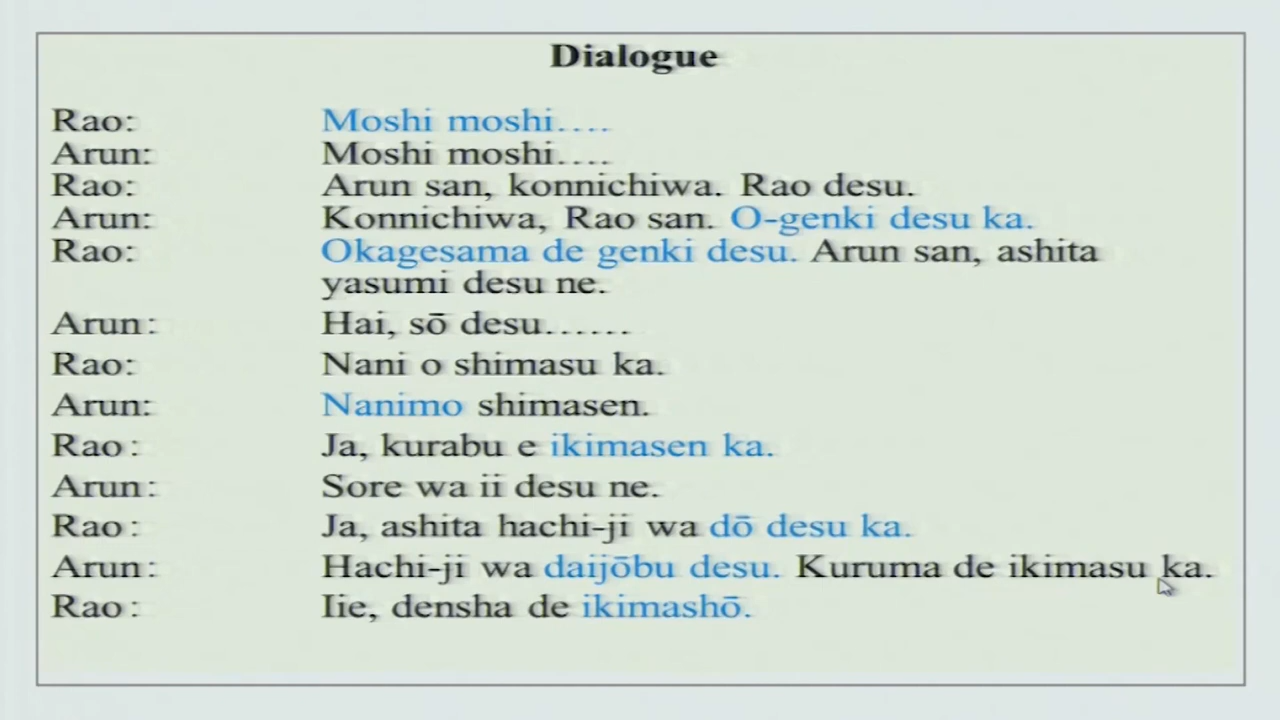 Dialogue
Rao: Moshi moshi....
Arun: Moshi moshi....
Rao: Arun san, konnichiwa. Rao desu.
Arun: Konnichiwa, Rao san. O-genki desu ka.
Rao: Okagesama de genki desu. Arun san, ashita
yasumi desu ne.
Arun: Hai, sō desu......
Rao: Nani o shimasu ka.
Arun: Nanimo shimasen.
Rao : Ja, kurabu e ikimasen ka.
Arun: Sore wa ii desu ne.
Rao : Ja, ashita hachi-ji wa dō desu ka.
Arun: Hachi-ji wa daijōbu desu. Kuruma de ikimasu ka.
Rao : Iie, densha de ikimashō.